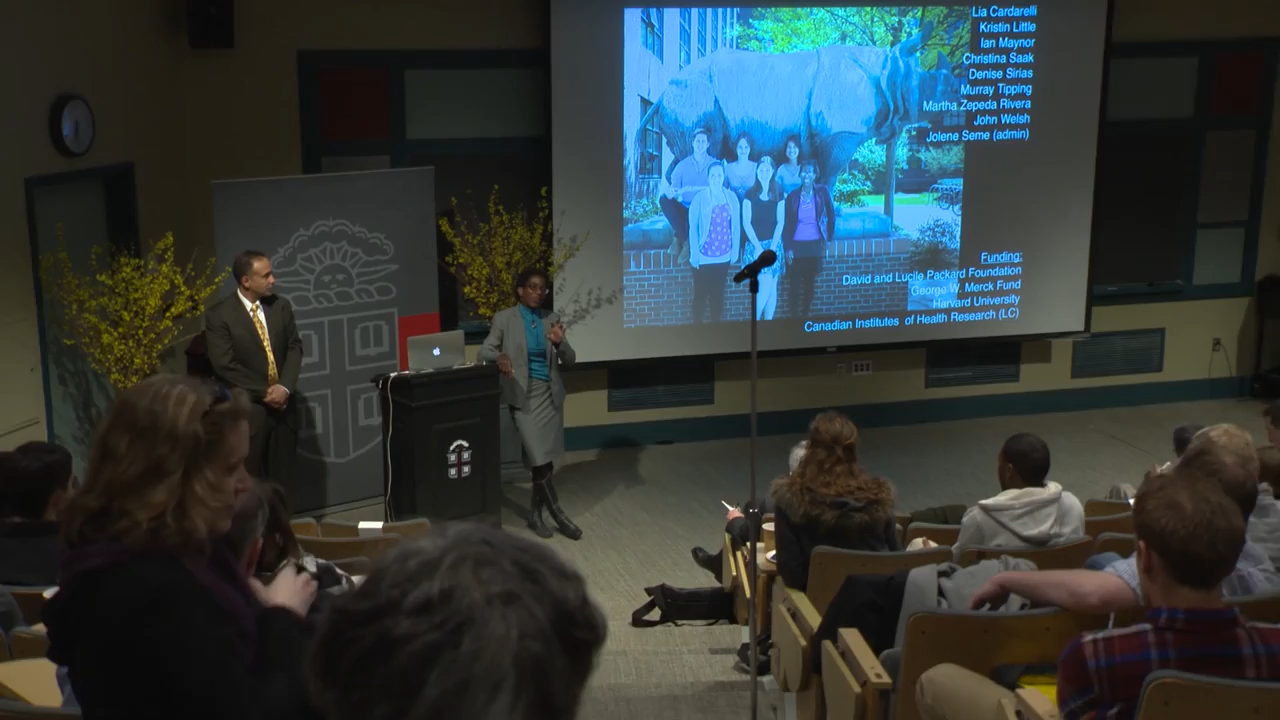 Lia Cardarelli
Kristin Little
Ian Maynor
Christina Saak
Denise Sirias
Murray Tipping
Martha Zepeda Rivera
John Welsh
Jolene Seme (admin)
Funding:
David and Lucile Packard Foundation
George W. Merck Fund
Harvard University
Canadian Institutes of Health Research (LC)